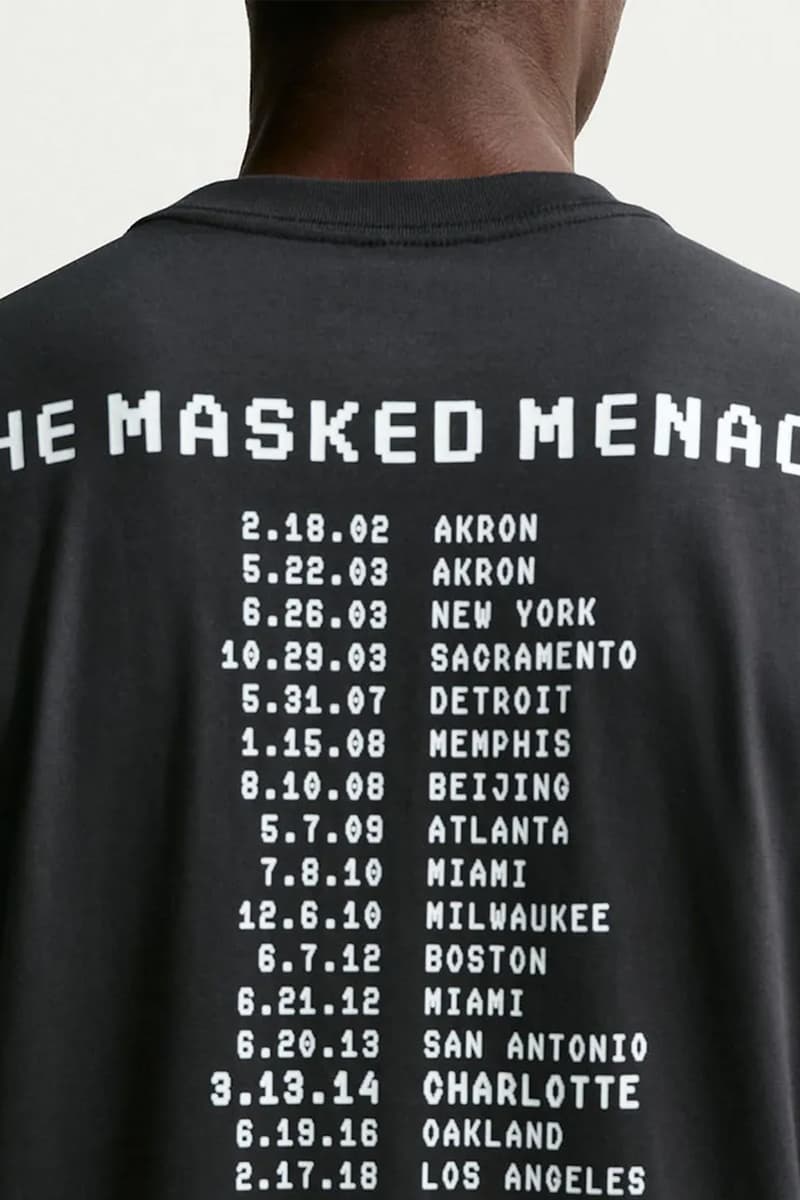 HE MASKED MENAC
2.18.02 AKRON
5.22.03 AKRON
6.26.03 NEW YORK
10.29.03 SACRAMENTO
5.31.07 DETROIT
1.15.08 MEMPHIS
8.10.08 BEIJING
5.7.09 ATLANTA
7.8.10 MIAMI
12.6.10 MILWAUKEE
6.7.12 BOSTON
6.21.12 MIAMI
6.20.13 SAN ANTONIO
3.13.14 CHARLOTTE
6.19.16 OAKLAND
2.17.18 LOS ANGELES